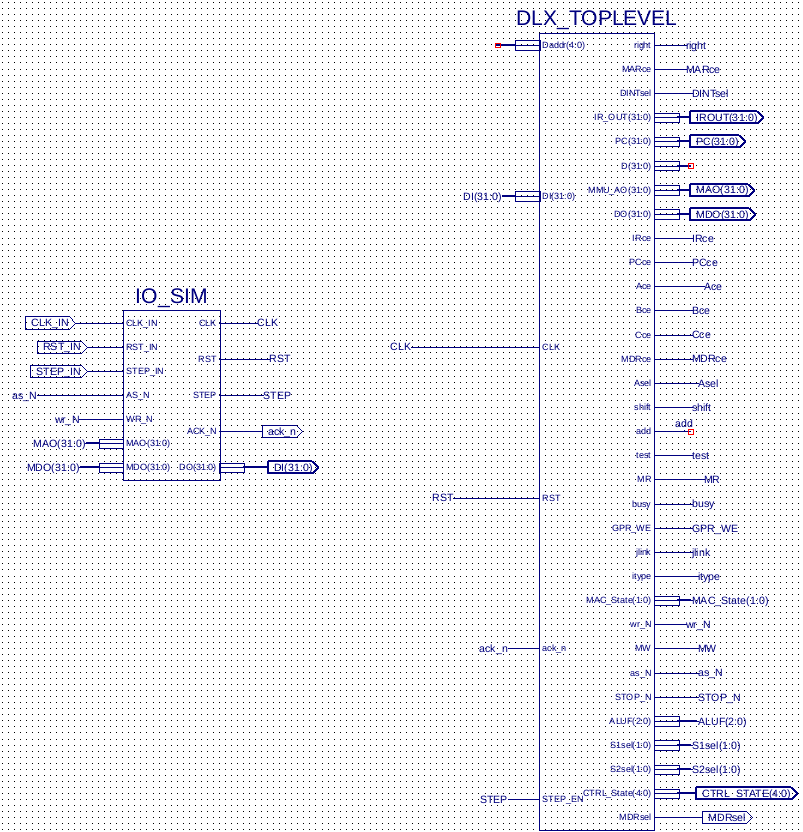 DLX_TOPLEVEL
Daddr(4:0) right right
MARce MARce
DINTsel DINTsel
IR_OUT(31:0) IROUT(31:0)
PC(31:0) PC(31:0)
D(31:0)
DI(31:0) DI(31:0) MMU_AO(31:0) MAO(31:0)
DO(31:0) MDO(31:0)
IRce IRce
PCce PCce
Ace Ace
Bce Bce
Cce Cce
CLK CLK
MDRce MDRce
Asel Asel
shift shift
add add
test test
MR MR
RST RST
busy busy
GPR_WE GPR_WE
jlink jlink
itype itype
MAC_State(1:0) MAC_State(1:0)
wr_N wr_N
ack_n ack_n MW MW
as_N as_N
STOP_N STOP_N
ALUF(2:0) ALUF(2:0)
S1sel(1:0) S1sel(1:0)
S2sel(1:0) S2sel(1:0)
STEP STEP_EN CTRL_State(4:0) CTRL STATE(4:0)
MDRsel MDRsel
IO_SIM
CLK_IN CLK_IN CLK CLK
RST_IN RST_IN
RST RST
STEP_IN STEP_IN
as_N AS_N STEP STEP
wr_N WR_N
ACK_N ack_n
MAO(31:0) MAO(31:0)
MDO(31:0) MDO(31:0) DO(31:0) DI(31:0)